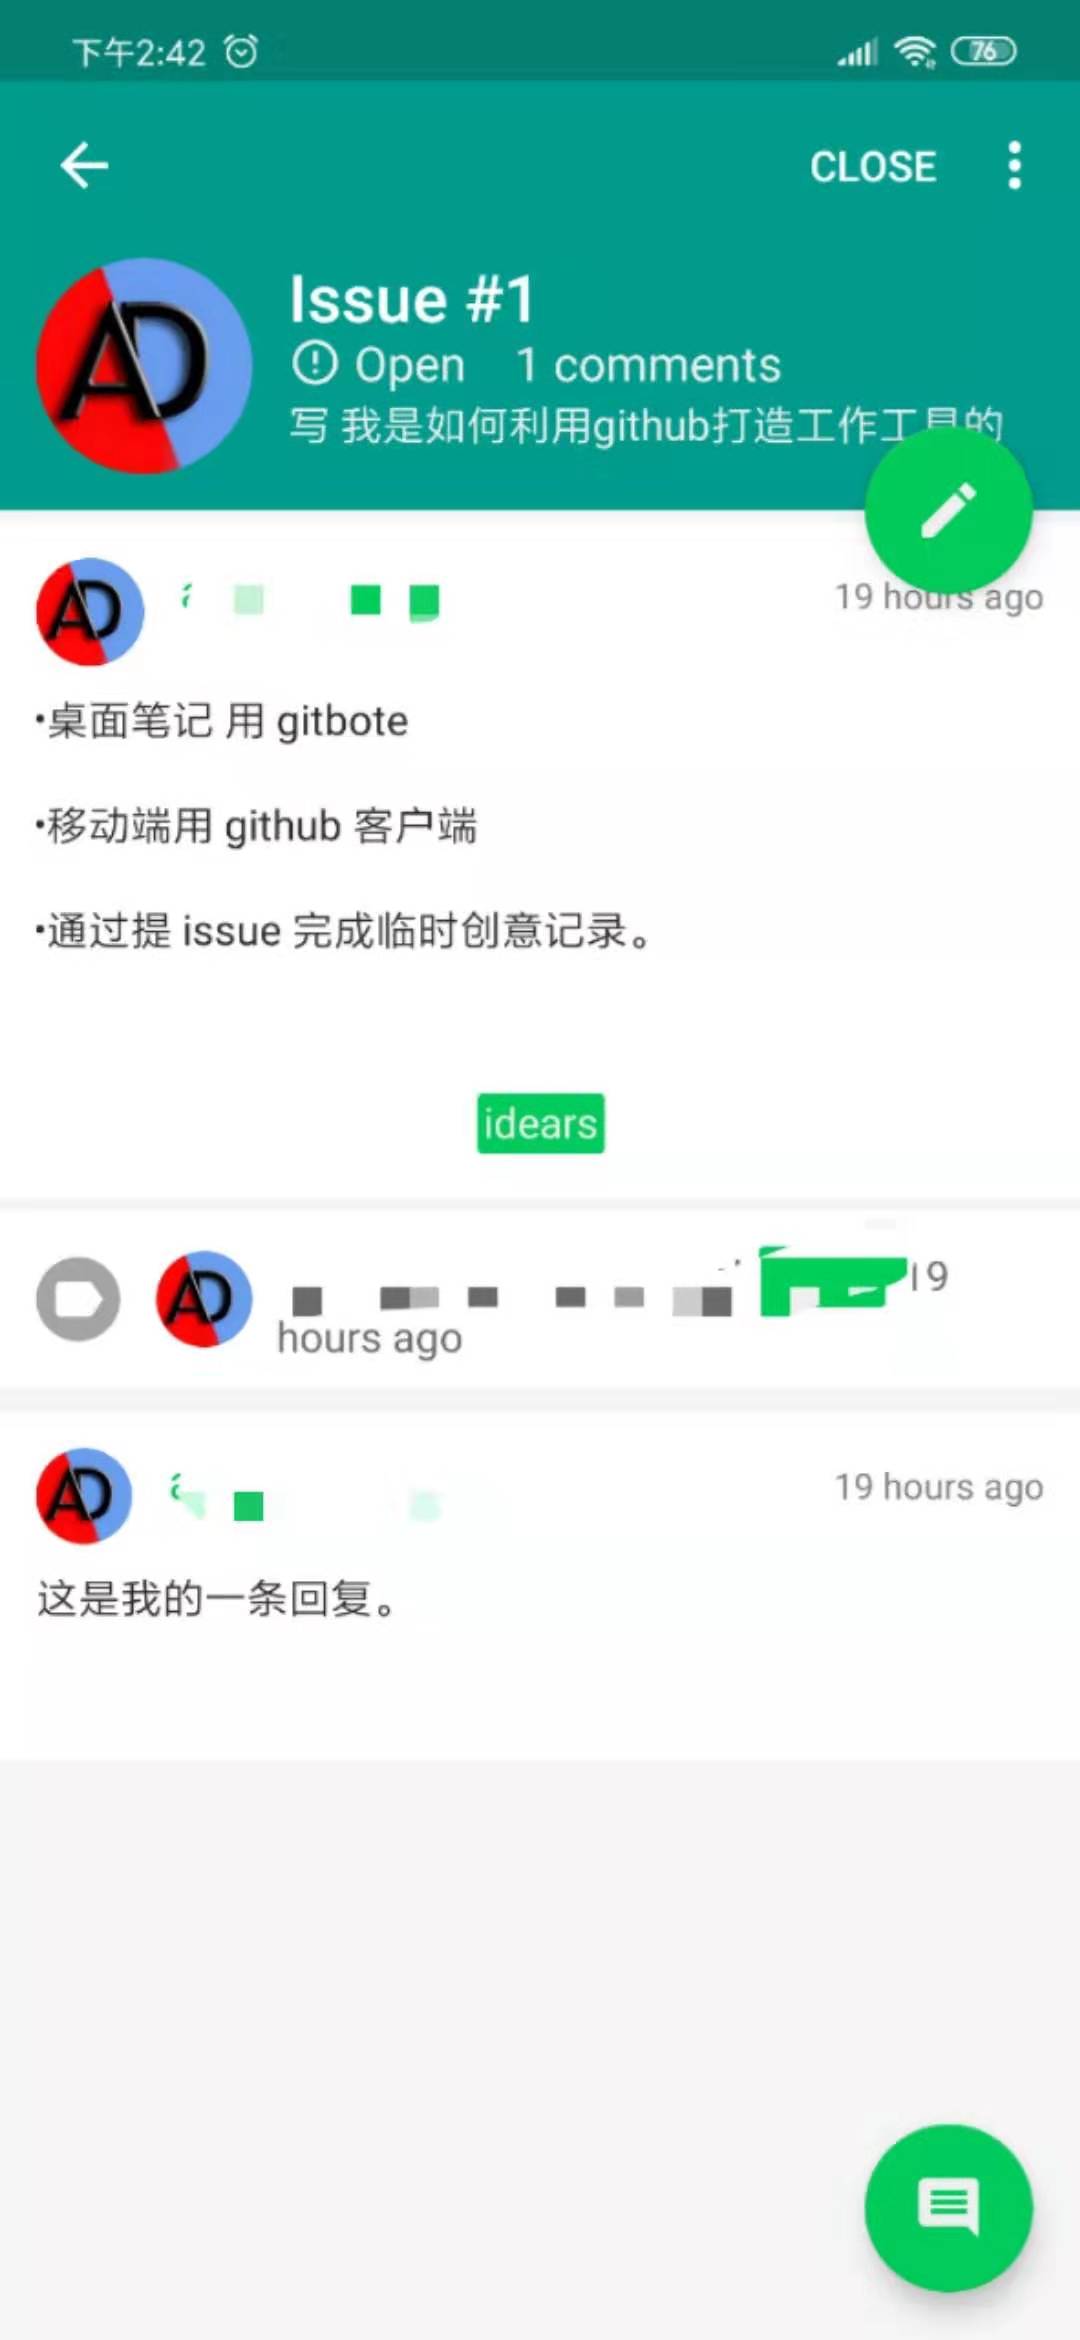 下午2:42 76
CLOSE
AD
Issue #1
Open 1 comments
写 我是如何利用github打造工作工具的
AD
19 hours ago
•桌面笔记 用 gitbote
•移动端用 github 客户端
•通过提 issue 完成临时创意记录。
idears
AD
19
hours ago
AD
19 hours ago
这是我的一条回复。